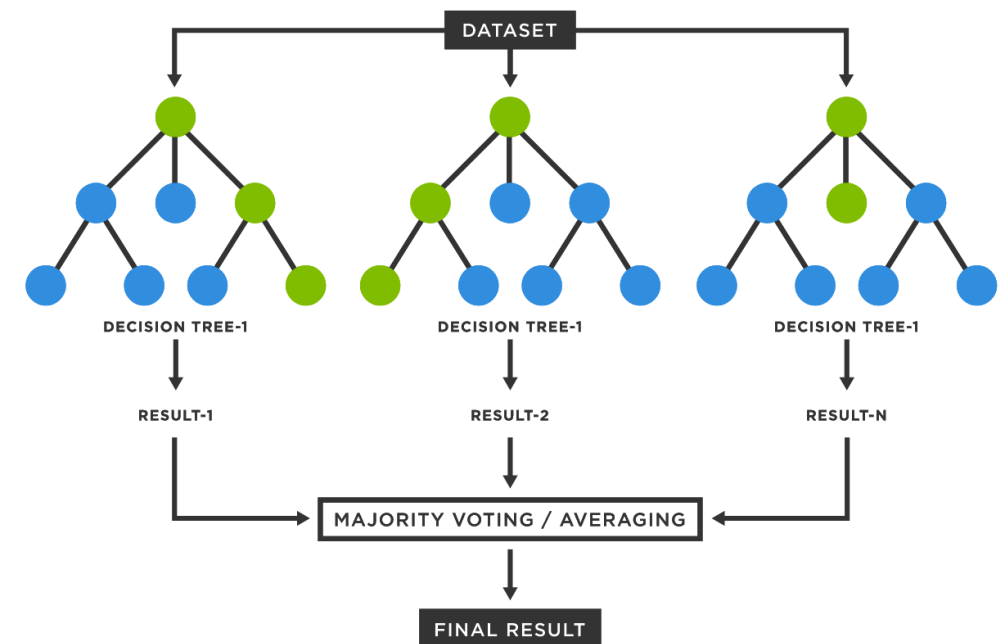 DATASET
DECISION TREE-1
DECISION TREE-1
DECISION TREE-1
RESULT-1
RESULT-2
RESULT-N
MAJORITY VOTING / AVERAGING
FINAL RESULT